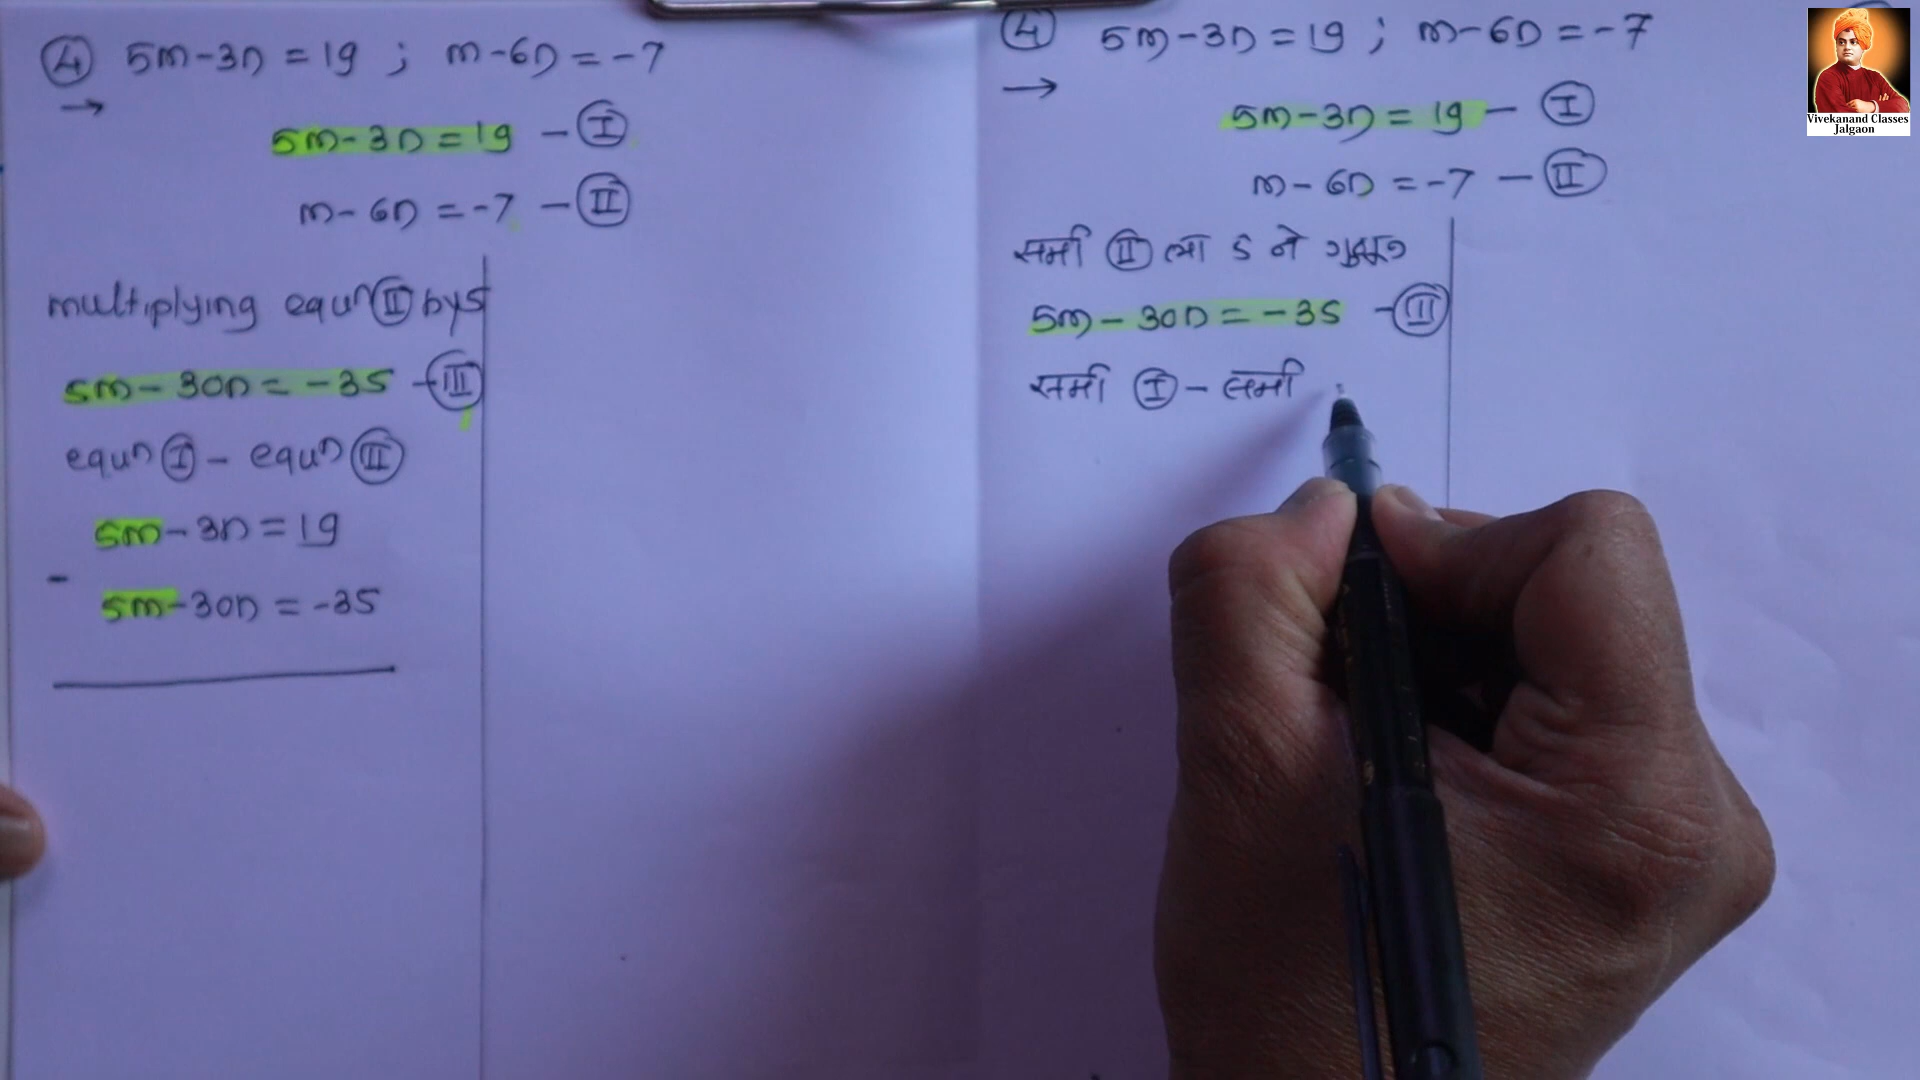 ④ 5m-3n=19 ; m-6n=-7
→
5m-3n=19 - Ⓘ
m-6n=-7 - Ⅱ
multiplying equⁿ Ⅱ by 5
5m-30n=-35 - Ⅲ
equⁿ Ⓘ - equⁿ Ⅲ
5m-3n=19
-
5m-30n=-35
④ 5m-3n=19 ; m-6n=-7
→
5m-3n=19 - Ⓘ
m-6n=-7 - Ⅱ
समी Ⅱ ला 5 ने
5m-30n=-35 - Ⅲ
समी Ⓘ - समी
Vivekanand Classes
Jalgaon